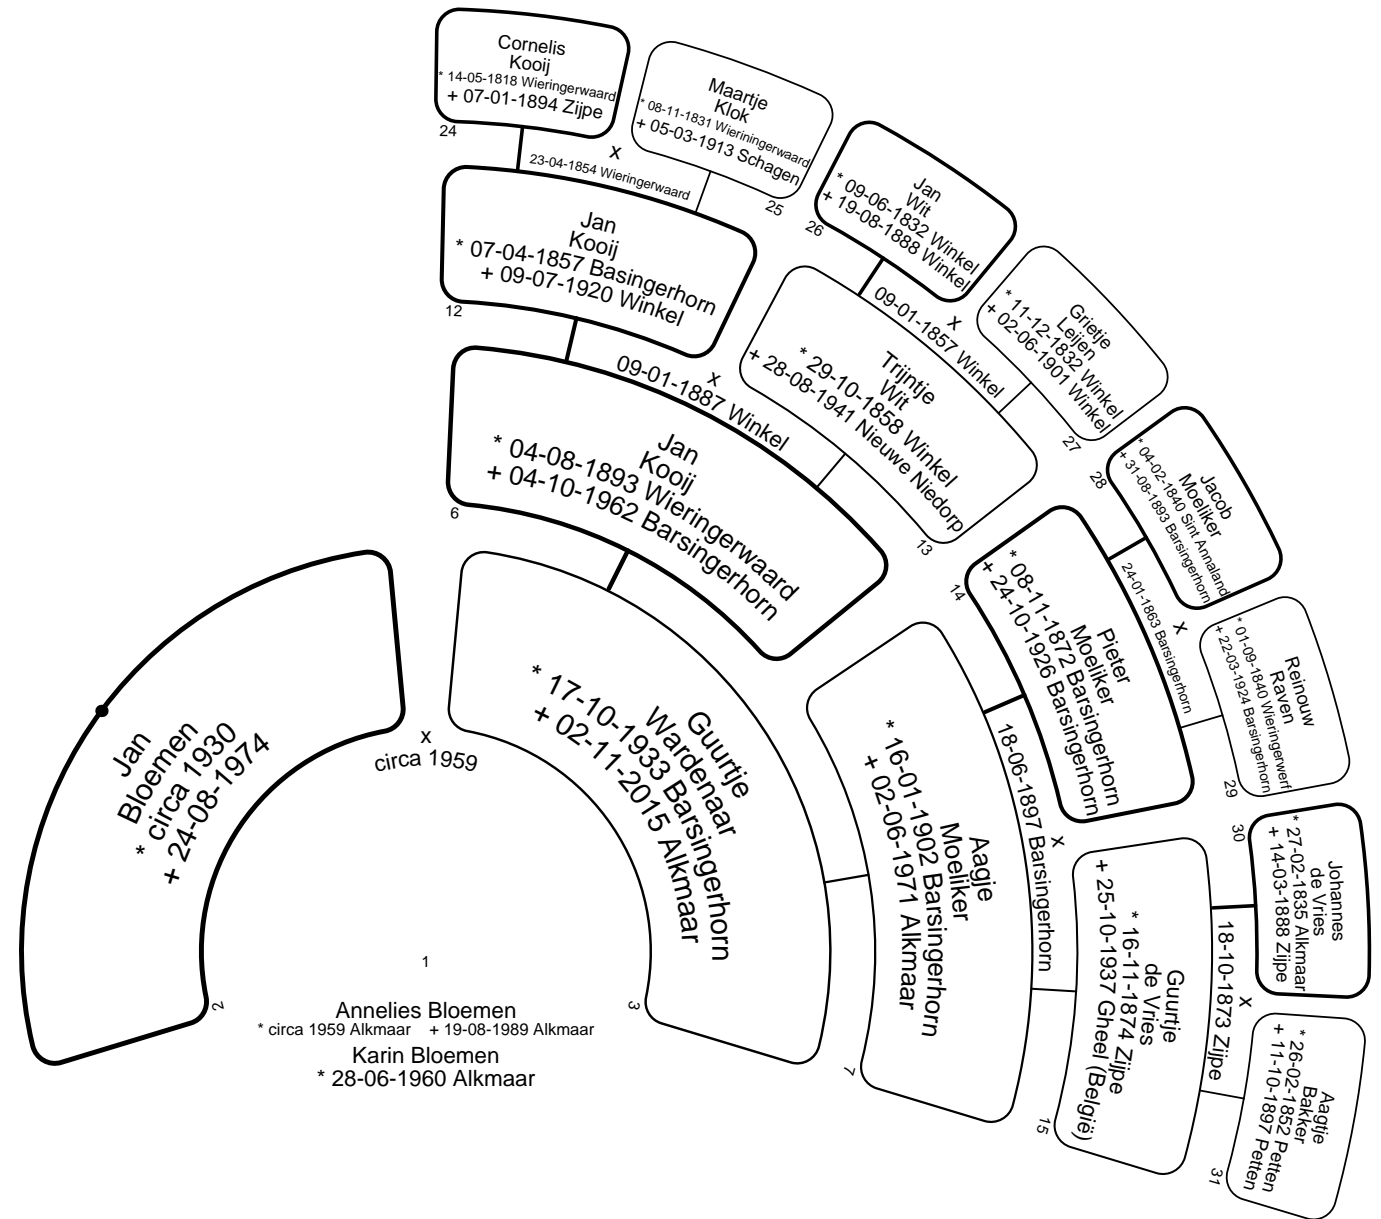 Cornelis
Kooij
* 14-05-1818 Wieringerwaard
+ 07-01-1894 Zijpe
24
x
23-04-1854 Wieringerwaard
Maartje
Klok
* 08-11-1831 Wieriningerwaard
+ 05-03-1913 Schagen
25
Jan
Wit
* 09-06-1832 Winkel
+ 19-08-1888 Winkel
26
x
09-01-1857 Winkel
Grietje
Leijen
* 11-12-1832 Winkel
+ 02-06-1901 Winkel
27
Jacob
Moeliker
* 04-02-1840 Sint Annaland
+ 31-08-1893 Barsingerhorn
28
x
24-01-1863 Barsingerhorn
Reinouw
Raven
* 01-09-1840 Wieringerwerf
+ 22-03-1924 Barsingerhorn
29
Johannes
de Vries
* 27-02-1835 Alkmaar
+ 14-03-1888 Zijpe
30
x
18-10-1873 Zijpe
Aagtje
Bakker
* 26-02-1852 Petten
+ 11-10-1897 Petten
31
Jan
Kooij
* 07-04-1857 Basingerhorn
+ 09-07-1920 Winkel
12
x
09-01-1887 Winkel
Trijntje
Wit
* 29-10-1858 Winkel
+ 28-08-1941 Nieuwe Niedorp
13
Pieter
Moeliker
* 08-11-1872 Barsingerhorn
+ 24-10-1926 Barsingerhorn
14
x
18-06-1897 Barsingerhorn
Guurtje
de Vries
* 16-11-1874 Zijpe
+ 25-10-1937 Gheel (België)
15
Jan
Kooij
* 04-08-1893 Wieringerwaard
+ 04-10-1962 Barsingerhorn
6
Aagje
Moeliker
* 16-01-1902 Barsingerhorn
+ 02-06-1971 Alkmaar
7
Jan
Bloemen
* circa 1930
+ 24-08-1974
2
x
circa 1959
Guurtje
Wardenaar
* 17-10-1933 Barsingerhorn
+ 02-11-2015 Alkmaar
3
1
Annelies Bloemen
* circa 1959 Alkmaar + 19-08-1989 Alkmaar
Karin Bloemen
* 28-06-1960 Alkmaar